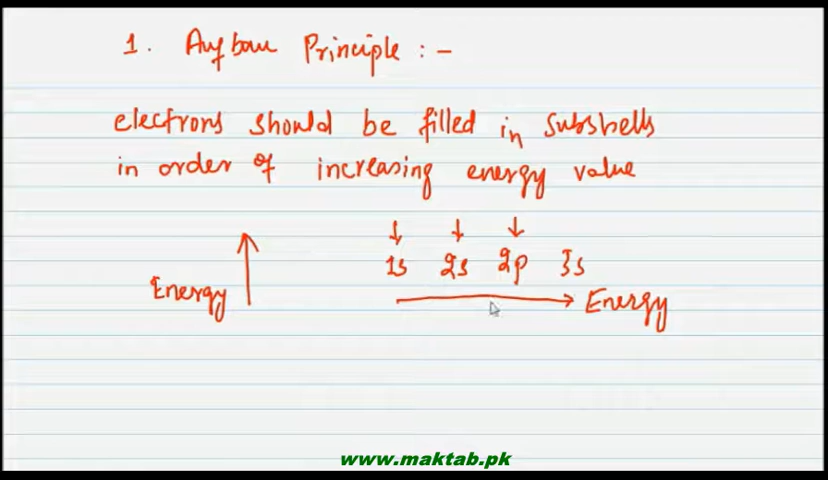 1. Aufbau Principle :-
electrons should be filled in subshells
in order of increasing energy value
1s 2s 2p 3s
Energy
Energy
www.maktab.pk